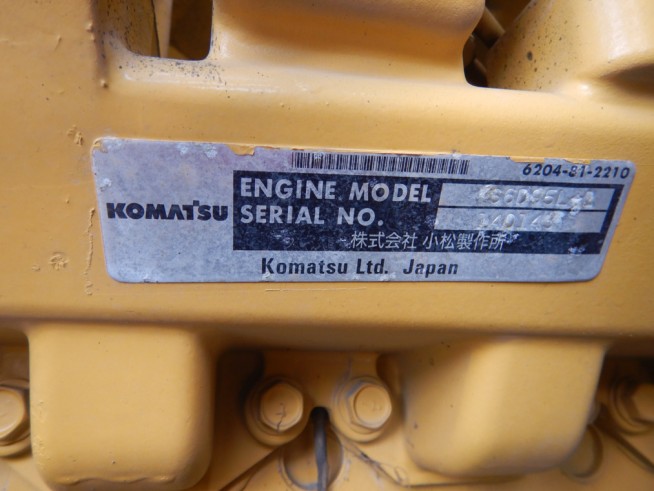 6204-81-2210
KOMATSU
ENGINE MODEL
SERIAL NO.
株式会社 小松製作所
Komatsu Ltd. Japan